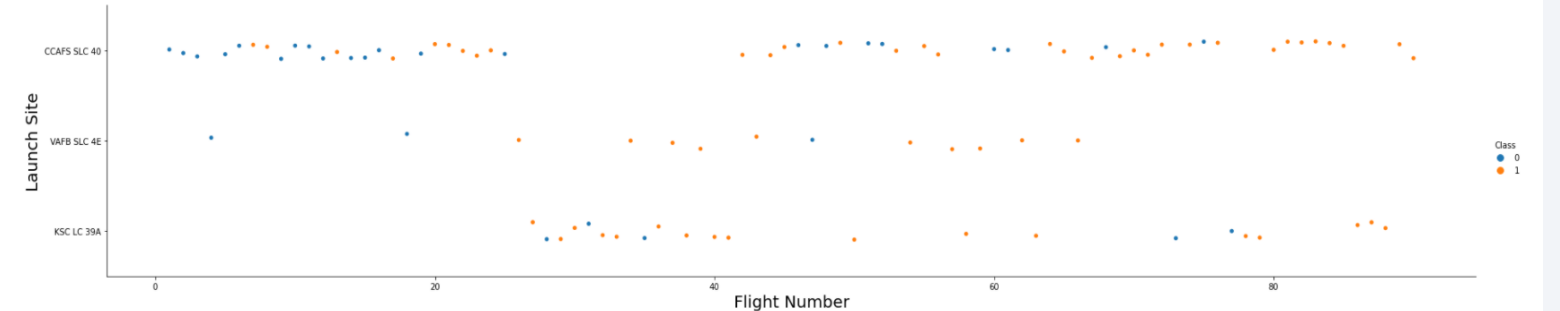 Launch Site
CCAFS SLC 40
VAFB SLC 4E
KSC LC 39A
0 20 40 60 80
Flight Number
Class
0
1